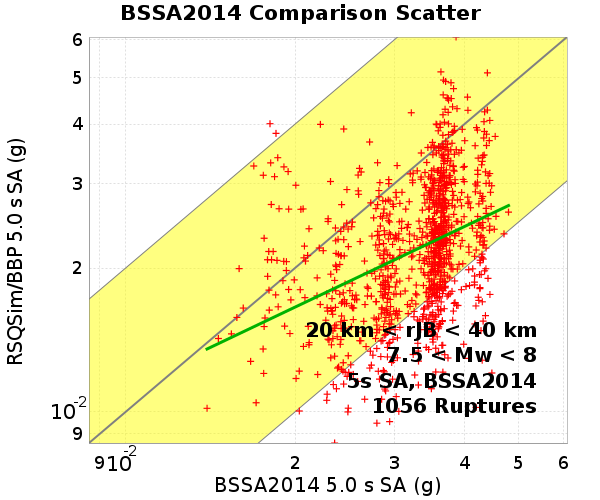 BSSA2014 Comparison Scatter
RSQSim/BBP 5.0 s SA (g)
6
5
4
3
2
10-2
9
20 km < rJB < 40 km
7.5 < Mw < 8
5s SA, BSSA2014
1056 Ruptures
9 10-2 2 3 4 5 6
BSSA2014 5.0 s SA (g)